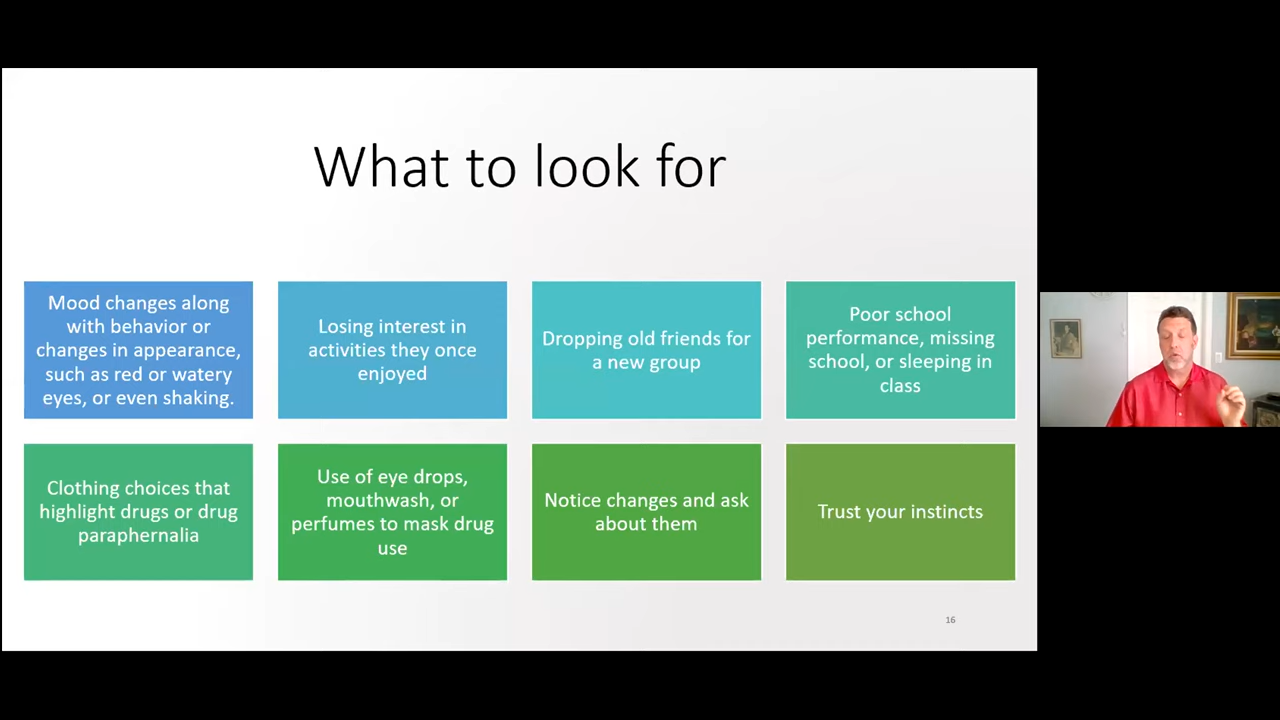 What to look for
Mood changes along
with behavior or
changes in appearance,
such as red or watery
eyes, or even shaking.
Losing interest in
activities they once
enjoyed
Dropping old friends for
a new group
Poor school
performance, missing
school, or sleeping in
class
Clothing choices that
highlight drugs or drug
paraphernalia
Use of eye drops,
mouthwash, or
perfumes to mask drug
use
Notice changes and ask
about them
Trust your instincts
16